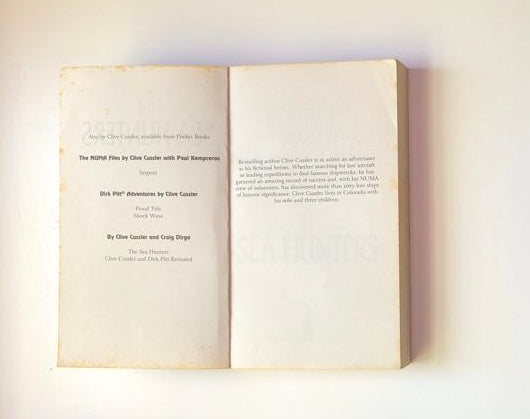 Also by Clive Cussler, available from Pocket Books
The NUMA Files by Clive Cussler with Paul Kemprecos
Serpent
Dirk Pitt® Adventures by Clive Cussler
Flood Tide
Shock Wave
By Clive Cussler and Craig Dirgo
The Sea Hunters
Clive Cussler and Dirk Pitt Revealed
Bestselling author Clive Cussler is as active an adventurer
as his fictional heroes. Whether searching for lost aircraft
or leading expeditions to find famous shipwrecks, he has
garnered an amazing record of success and, with his NUMA
crew of volunteers, has discovered more than sixty lost ships
of historic significance. Clive Cussler lives in Colorado with
his wife and three children.
SEA HUNTERS